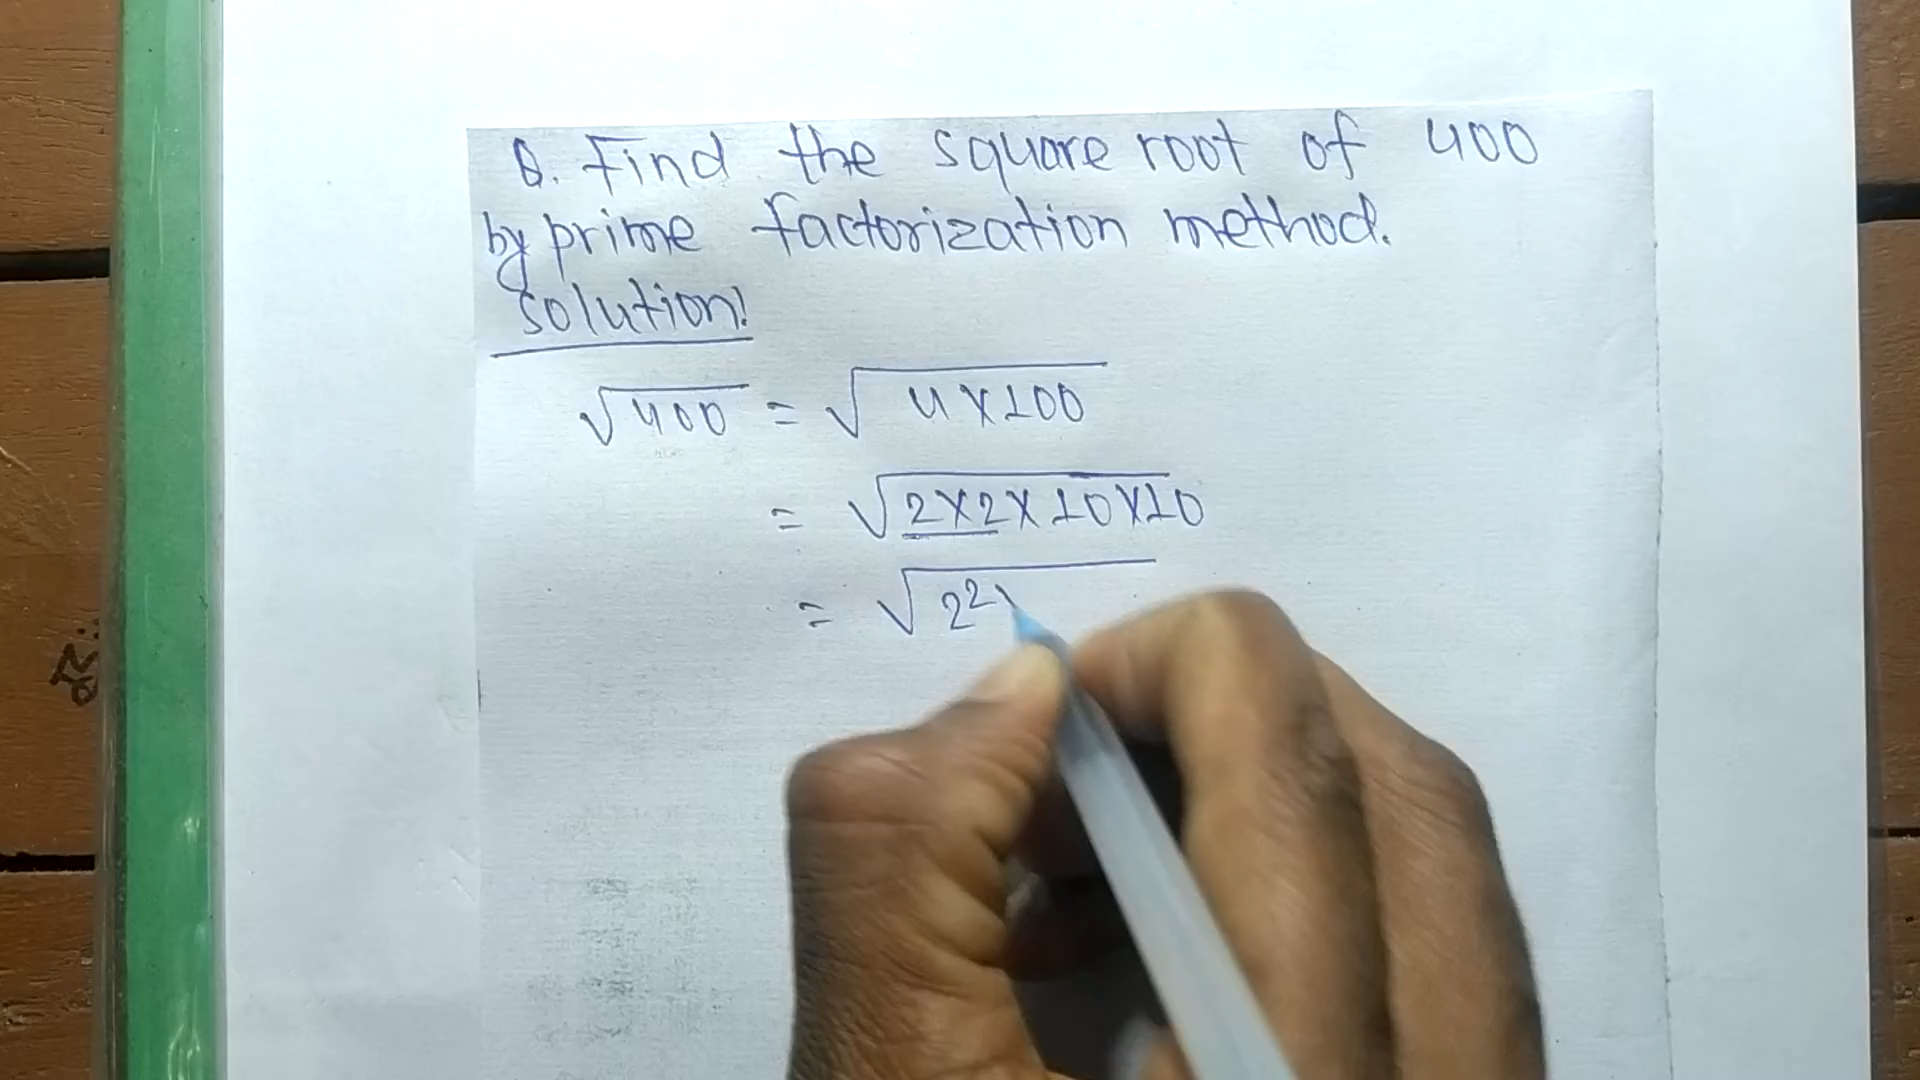 Q. Find the square root of 400
by prime factorization method.
solution!
√400 = √4×100
= √2×2×10×10
= √2²